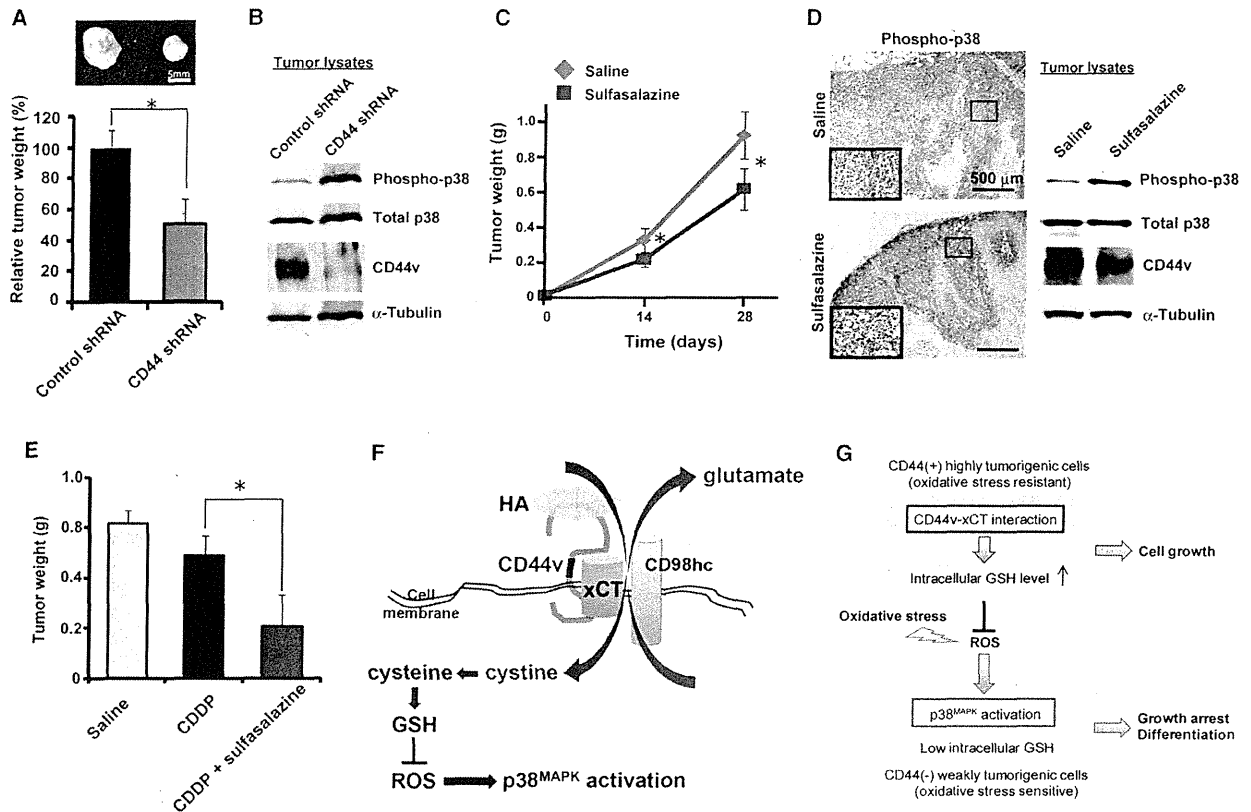 A
5mm
*
Relative tumor weight (%)
120
100
80
60
40
20
0
Control shRNA
CD44 shRNA
B
Tumor lysates
Control shRNA
CD44 shRNA
Phospho-p38
Total p38
CD44v
α-Tubulin
C
Saline
Sulfasalazine
Tumor weight (g)
1.0
0.8
0.6
0.4
0.2
0
*
*
0
14
28
Time (days)
D
Phospho-p38
Saline
500 μm
Sulfasalazine
Tumor lysates
Saline
Sulfasalazine
Phospho-p38
Total p38
CD44v
α-Tubulin
E
Tumor weight (g)
1.0
0.8
0.4
0.2
0
*
Saline
CDDP
CDDP + sulfasalazine
F
glutamate
HA
CD44v
CD98hc
xCT
Cell
membrane
cysteine
cystine
GSH
ROS
p38MAPK activation
G
CD44(+) highly tumorigenic cells
(oxidative stress resistant)
CD44v-xCT interaction
Cell growth
Intracellular GSH level ↑
Oxidative stress
ROS
p38MAPK activation
Growth arrest
Differentiation
Low intracellular GSH
CD44(-) weakly tumorigenic cells
(oxidative stress sensitive)